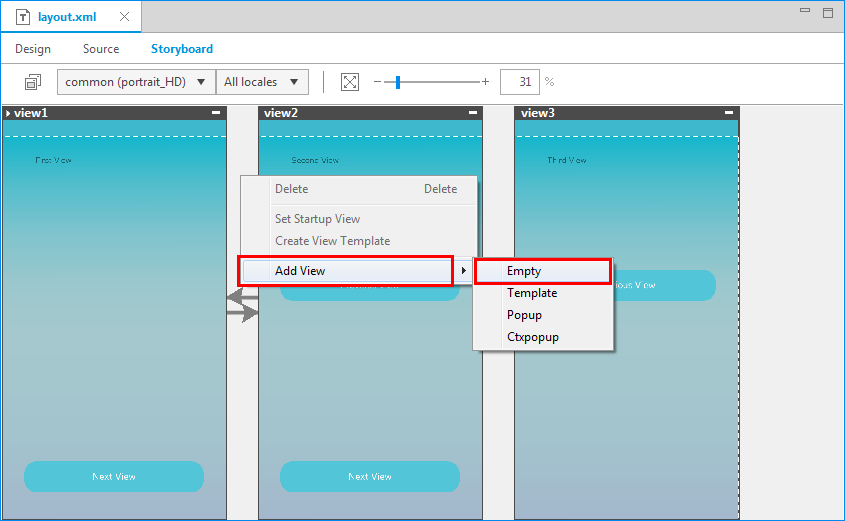 layout.xml
Design Source Storyboard
common (portrait_HD) All locales 31 %
view1 view2 view3
First View Second View Third View
Delete Delete
Set Startup View
Create View Template
Add View
Empty
Template
Popup
Ctxpopup
View
Next View Next View